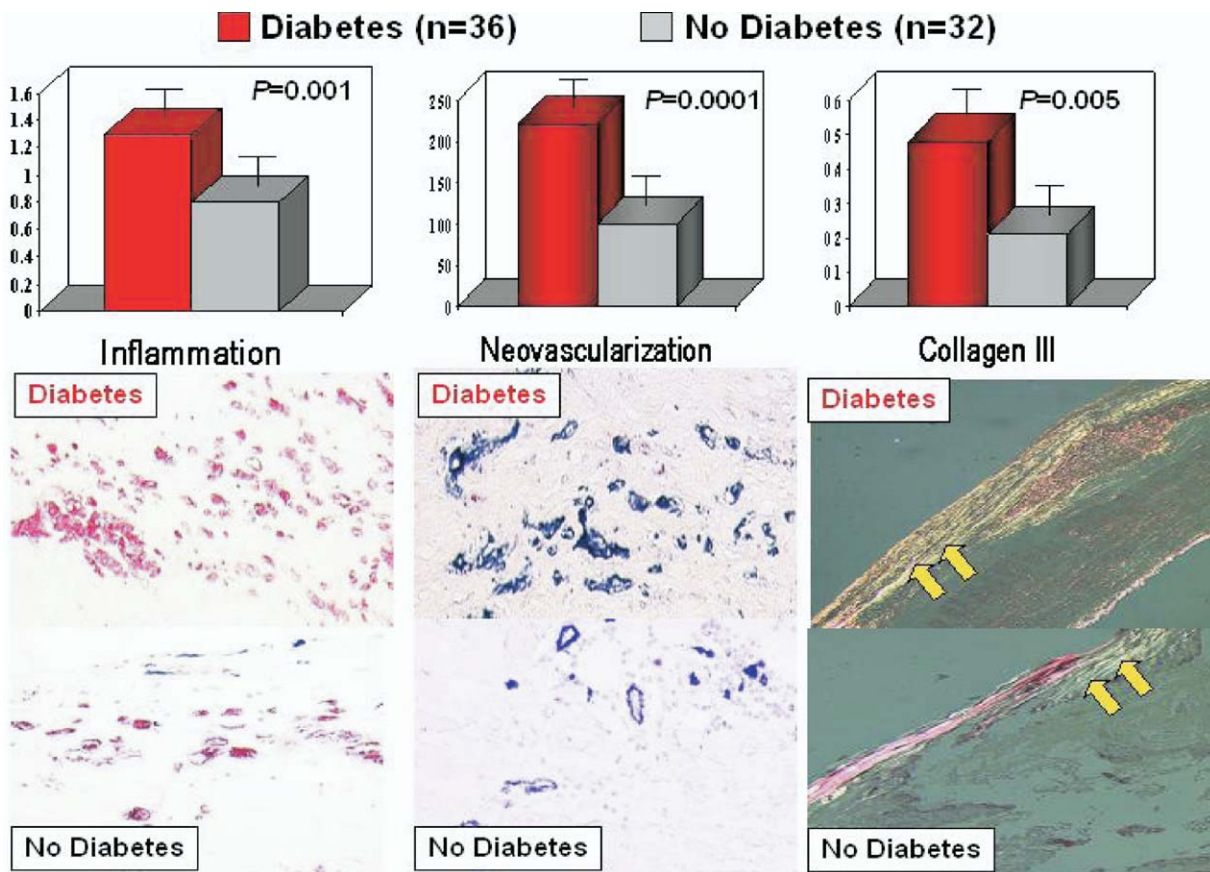 Diabetes (n=36) No Diabetes (n=32)
P=0.001
1.6
1.4
1.2
1
0.8
0.6
0.4
0.2
0
Inflammation
P=0.0001
250
200
150
100
50
0
Neovascularization
P=0.005
0 6
0 5
0 4
0 3
0 2
0 1
0
Collagen III
Diabetes
Diabetes
Diabetes
No Diabetes
No Diabetes
No Diabetes